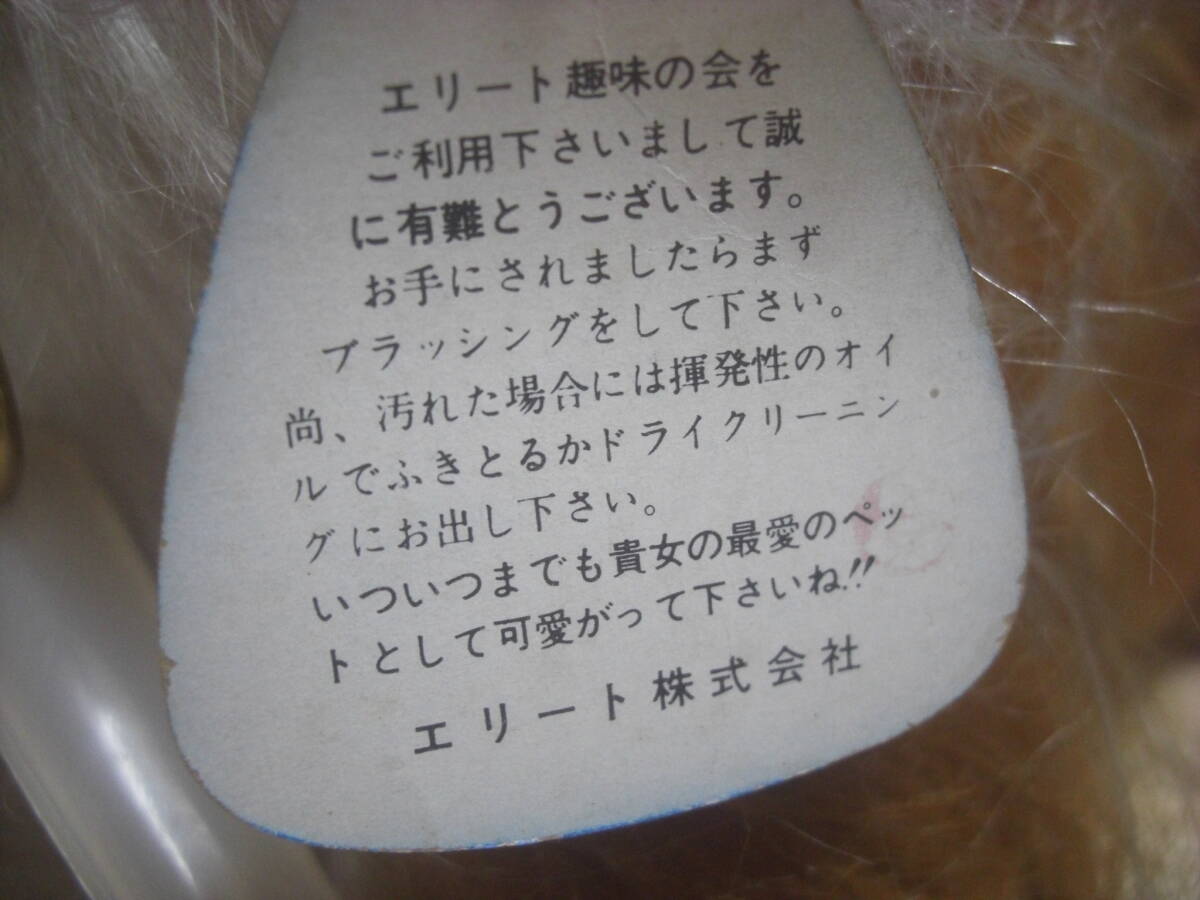 エリート趣味の会を
ご利用下さいまして誠
に有難とうございます。
お手にされましたらまず
ブラッシングをして下さい。
尚、汚れた場合には揮発性のオイ
ルでふきとるかドライクリーニン
グにお出し下さい。
いついつまでも貴女の最愛のペッ
トとして可愛がって下さいね!!
エリート株式会社